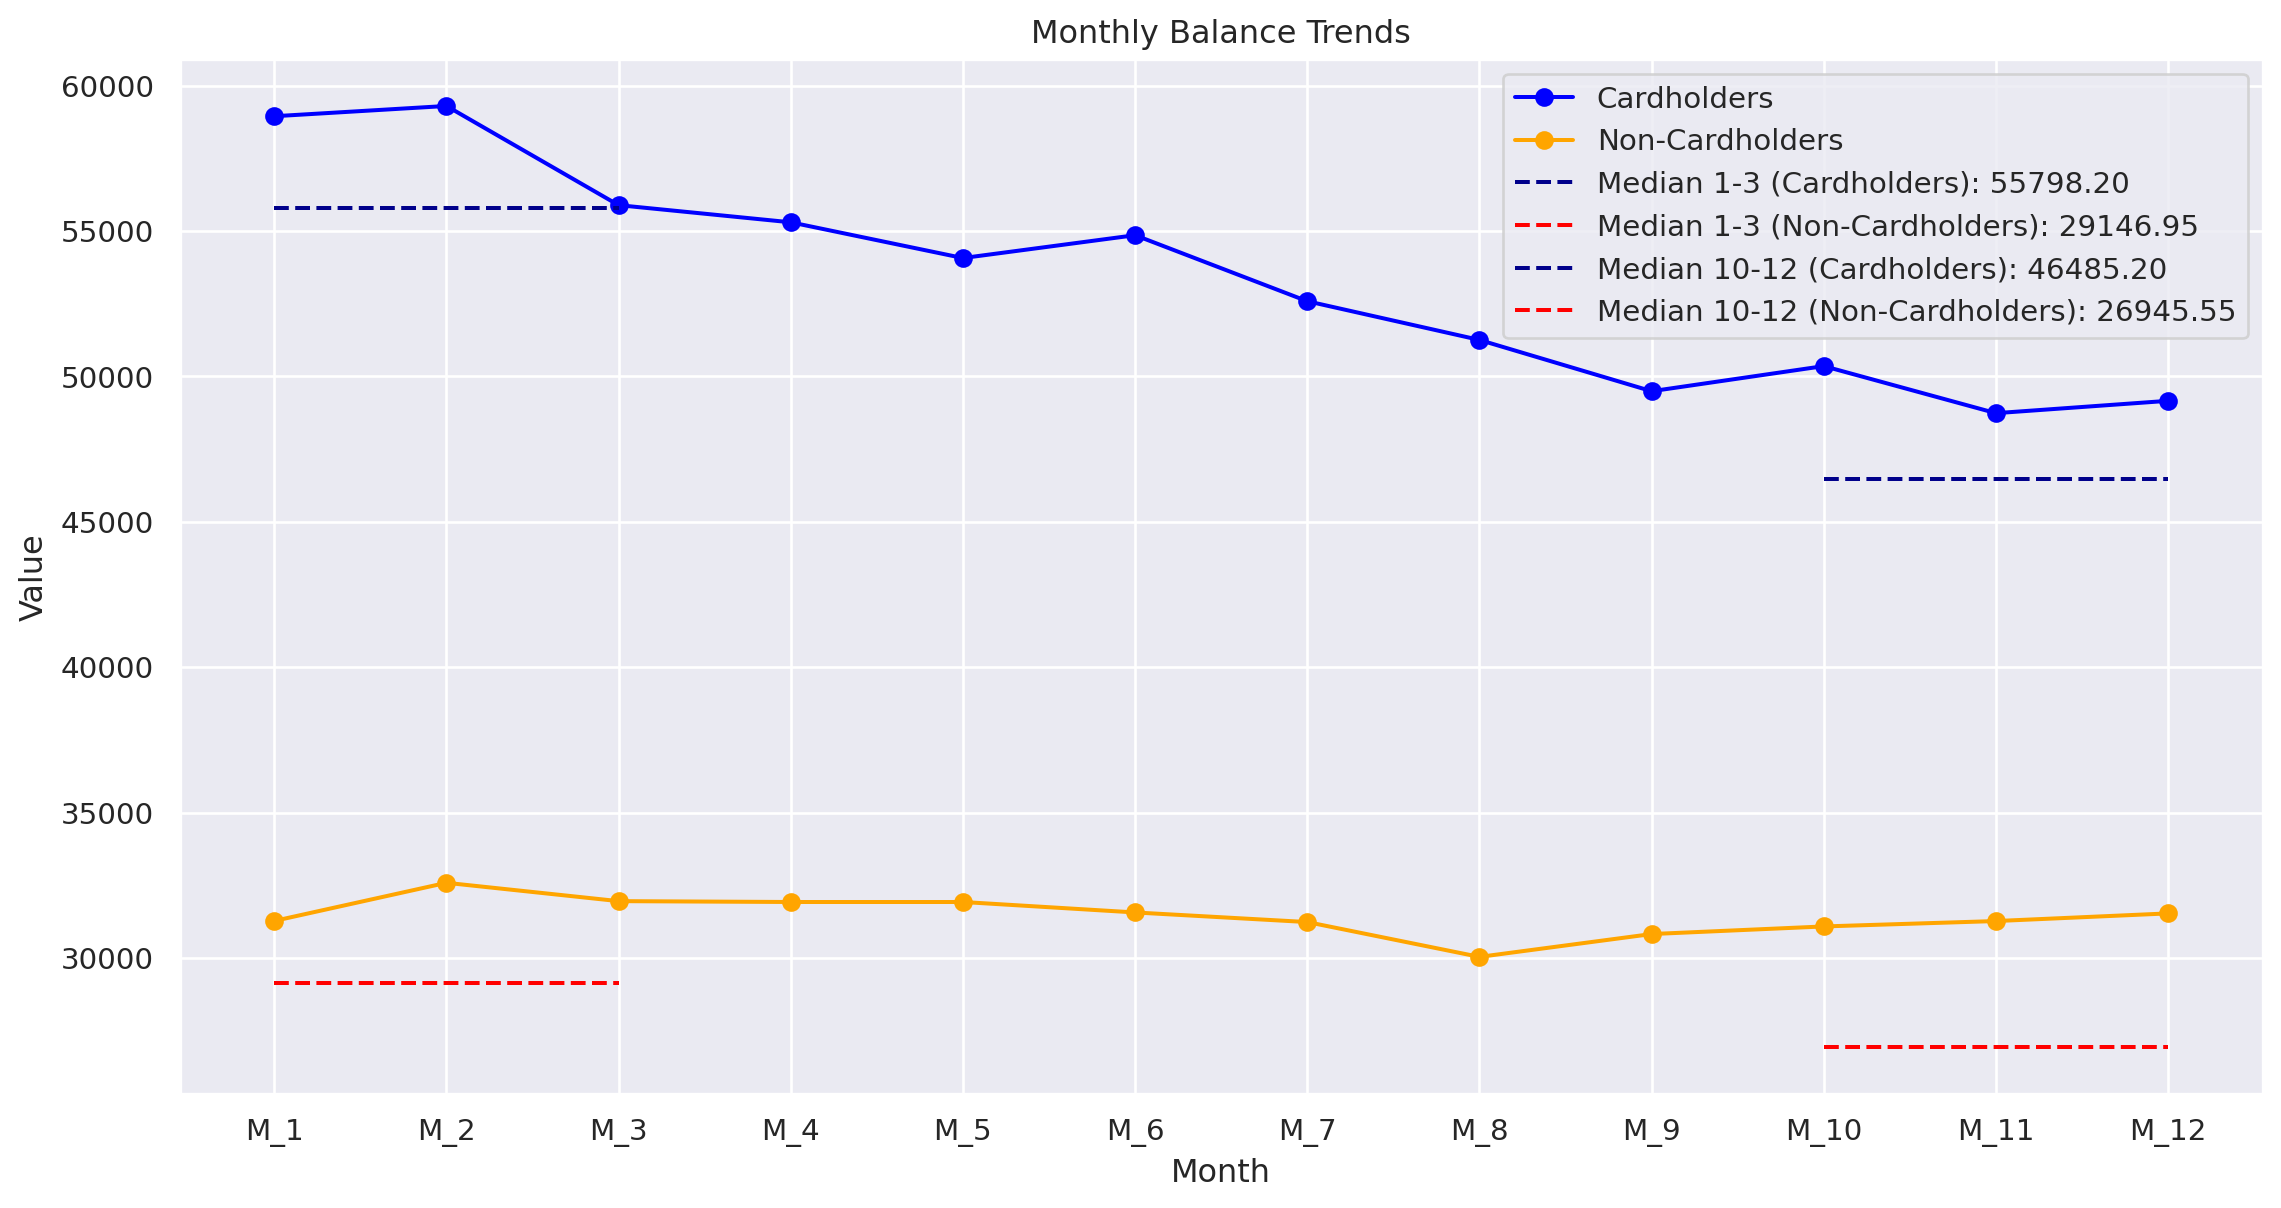 Monthly Balance Trends
60000
55000
50000
45000
40000
35000
30000
Value
Cardholders
Non-Cardholders
Median 1-3 (Cardholders): 55798.20
Median 1-3 (Non-Cardholders): 29146.95
Median 10-12 (Cardholders): 46485.20
Median 10-12 (Non-Cardholders): 26945.55
M_1 M_2 M_3 M_4 M_5 M_6 M_7 M_8 M_9 M_10 M_11 M_12
Month